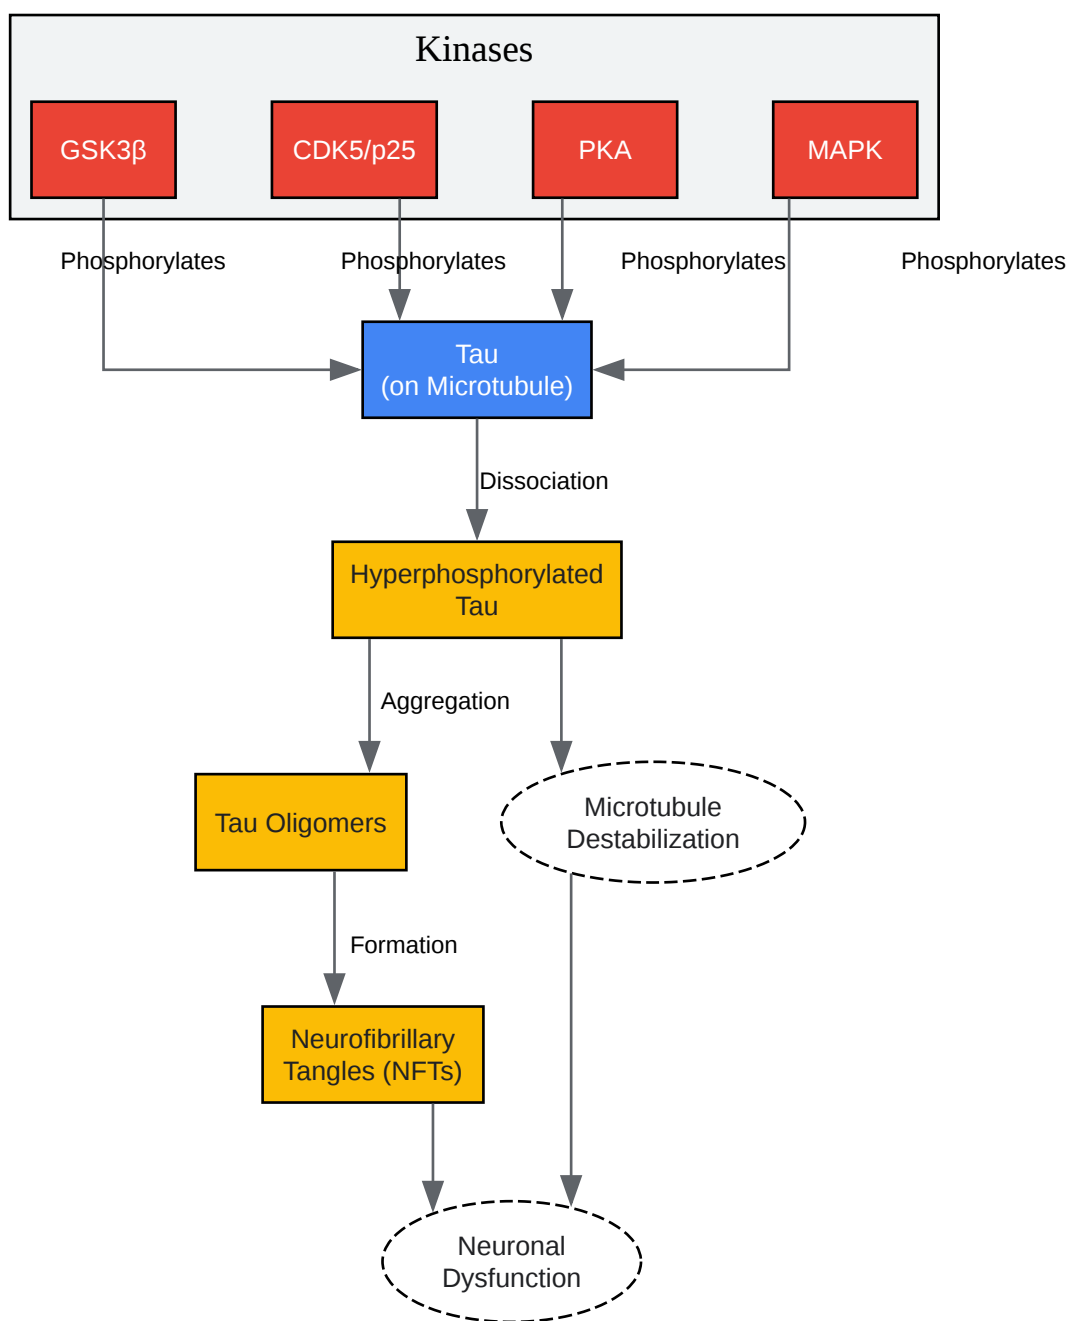 Kinases
GSK3β
CDK5/p25
PKA
MAPK
Phosphorylates
Phosphorylates
Phosphorylates
Phosphorylates
Tau
(on Microtubule)
Dissociation
Hyperphosphorylated
Tau
Aggregation
Tau Oligomers
Microtubule
Destabilization
Formation
Neurofibrillary
Tangles (NFTs)
Neuronal
Dysfunction